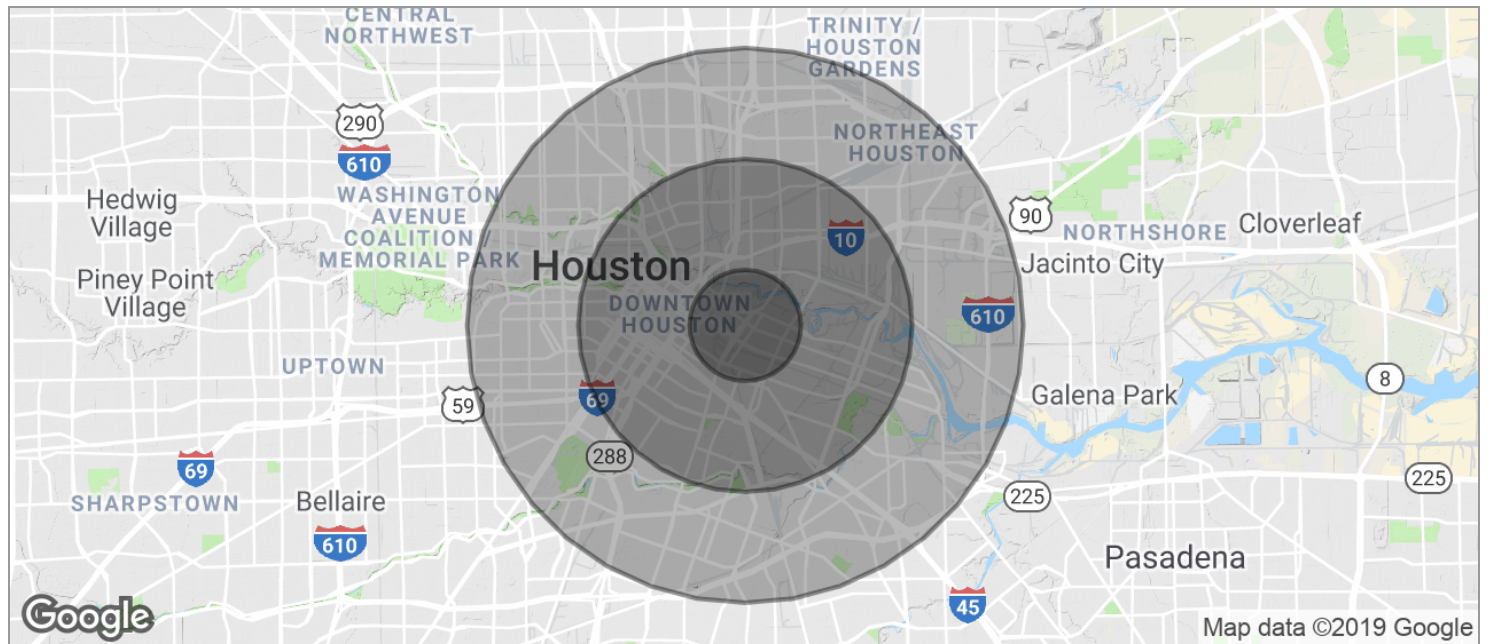 CENTRAL
NORTHWEST
TRINITY /
HOUSTON
GARDENS
290
610
NORTHEAST
HOUSTON
Hedwig
Village
WASHINGTON
AVENUE
COALITION /
MEMORIAL PARK
90
NORTHSHORE
Cloverleaf
10
Houston
Jacinto City
Piney Point
Village
DOWNTOWN
HOUSTON
610
UPTOWN
59
69
Galena Park
8
288
69
SHARPSTOWN
Bellaire
225
225
610
Pasadena
45
Google
Map data ©2019 Google